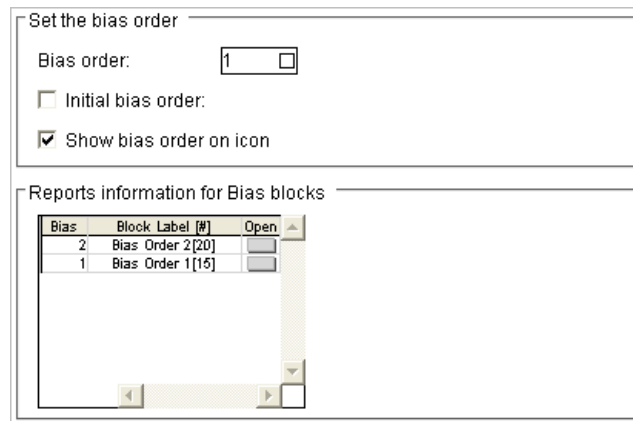 Set the bias order
Bias order: 1
Initial bias order:
Show bias order on icon
Reports information for Bias blocks
Bias Block Label [#] Open
2 Bias Order 2[20]
1 Bias Order 1[15]